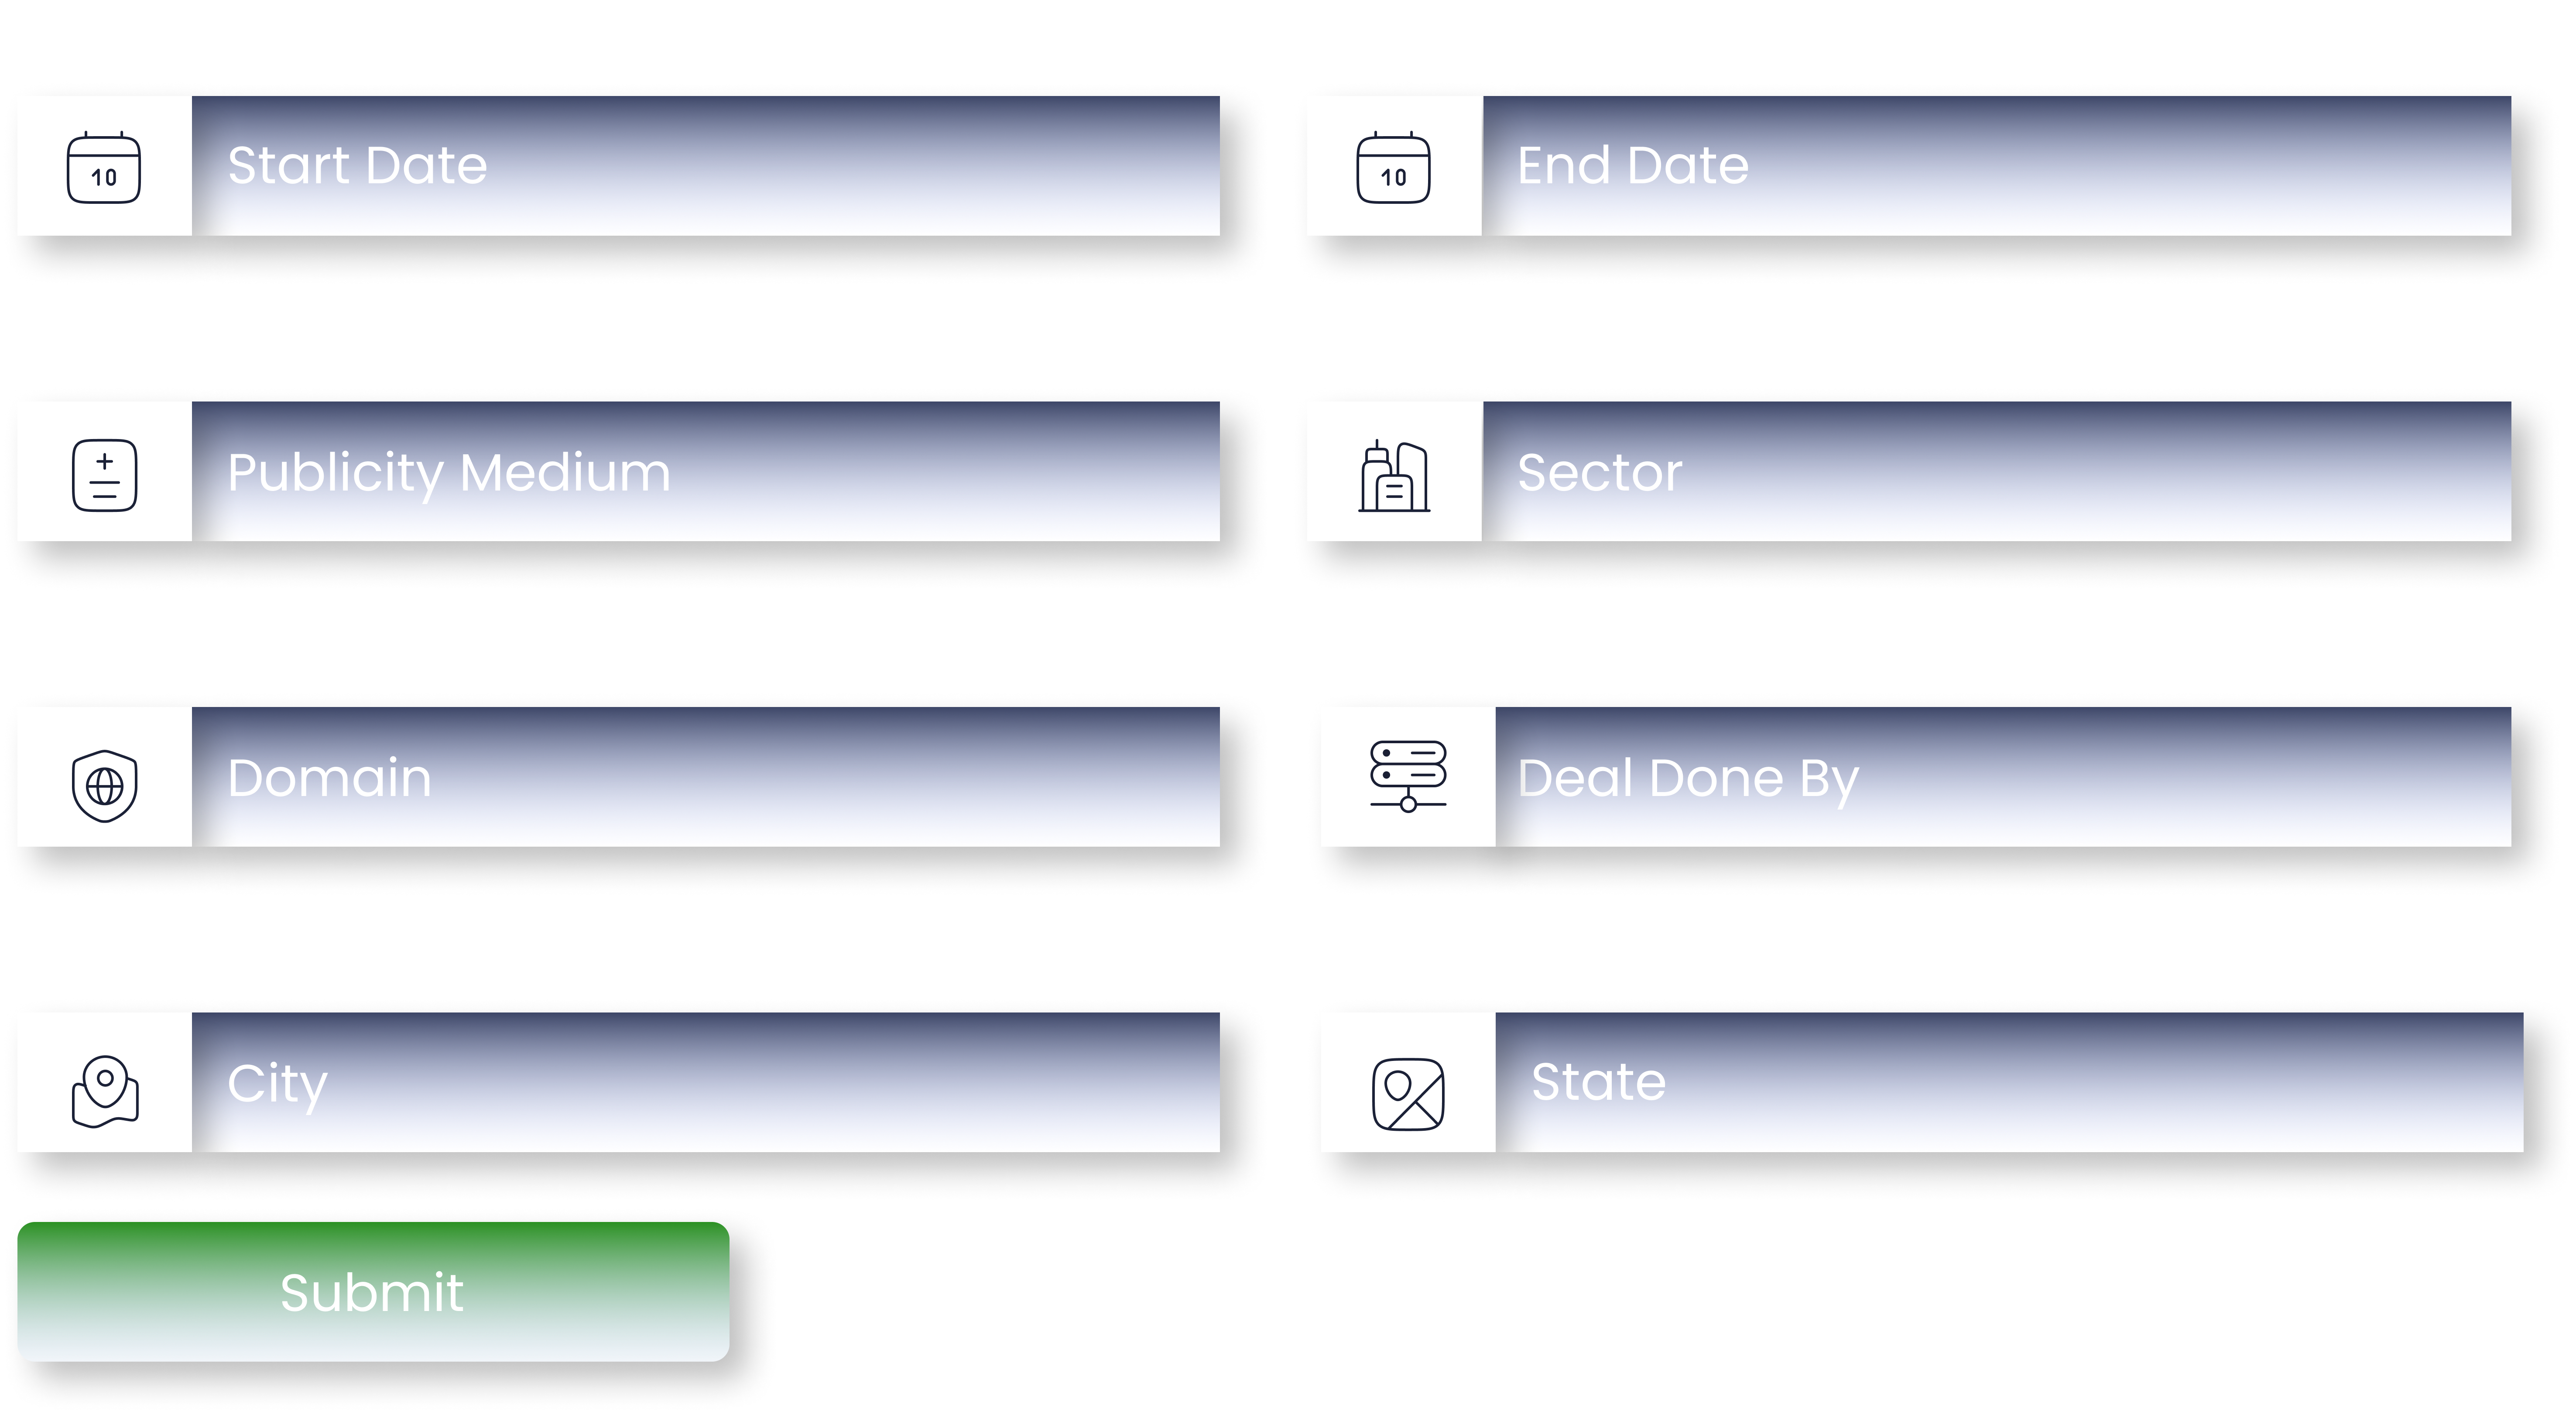 10 Start Date
10 End Date
Publicity Medium
Sector
Domain
Deal Done By
City
State
Submit